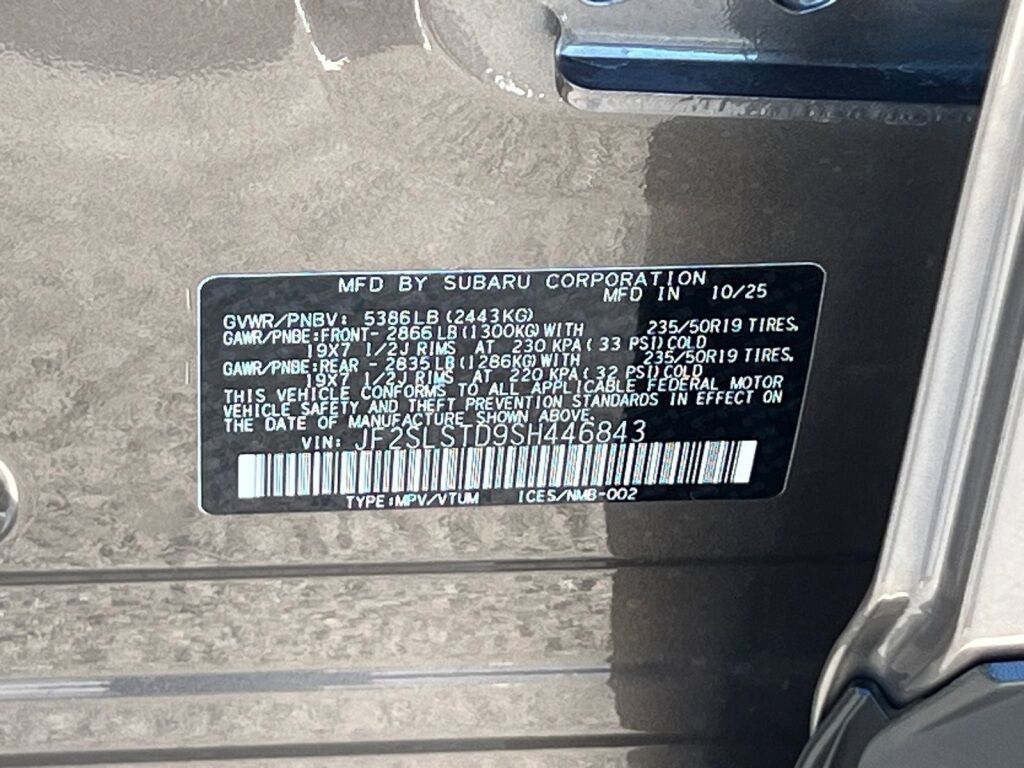 MFD BY SUBARU CORPORATION
MFD IN 10/25
GVWR/PNBV: 5386LB(2443KG)
GAWR/PNBE:FRONT- 2866LB(1300KG)WITH 235/50R19 TIRES,
19X7 1/2J RIMS AT 230 KPA( 33 PSI)COLD
GAWR/PNBE:REAR - 2835LB(1286KG)WITH 235/50R19 TIRES,
19X7 1/2J RIMS AT 220 KPA( 32 PSI)COLD
THIS VEHICLE CONFORMS TO ALL APPLICABLE FEDERAL MOTOR
VEHICLE SAFETY AND THEFT PREVENTION STANDARDS IN EFFECT ON
THE DATE OF MANUFACTURE SHOWN ABOVE.
VIN: JF2SLSTD9SH446843
TYPE:MPV/VTUM ICES/NMB-002